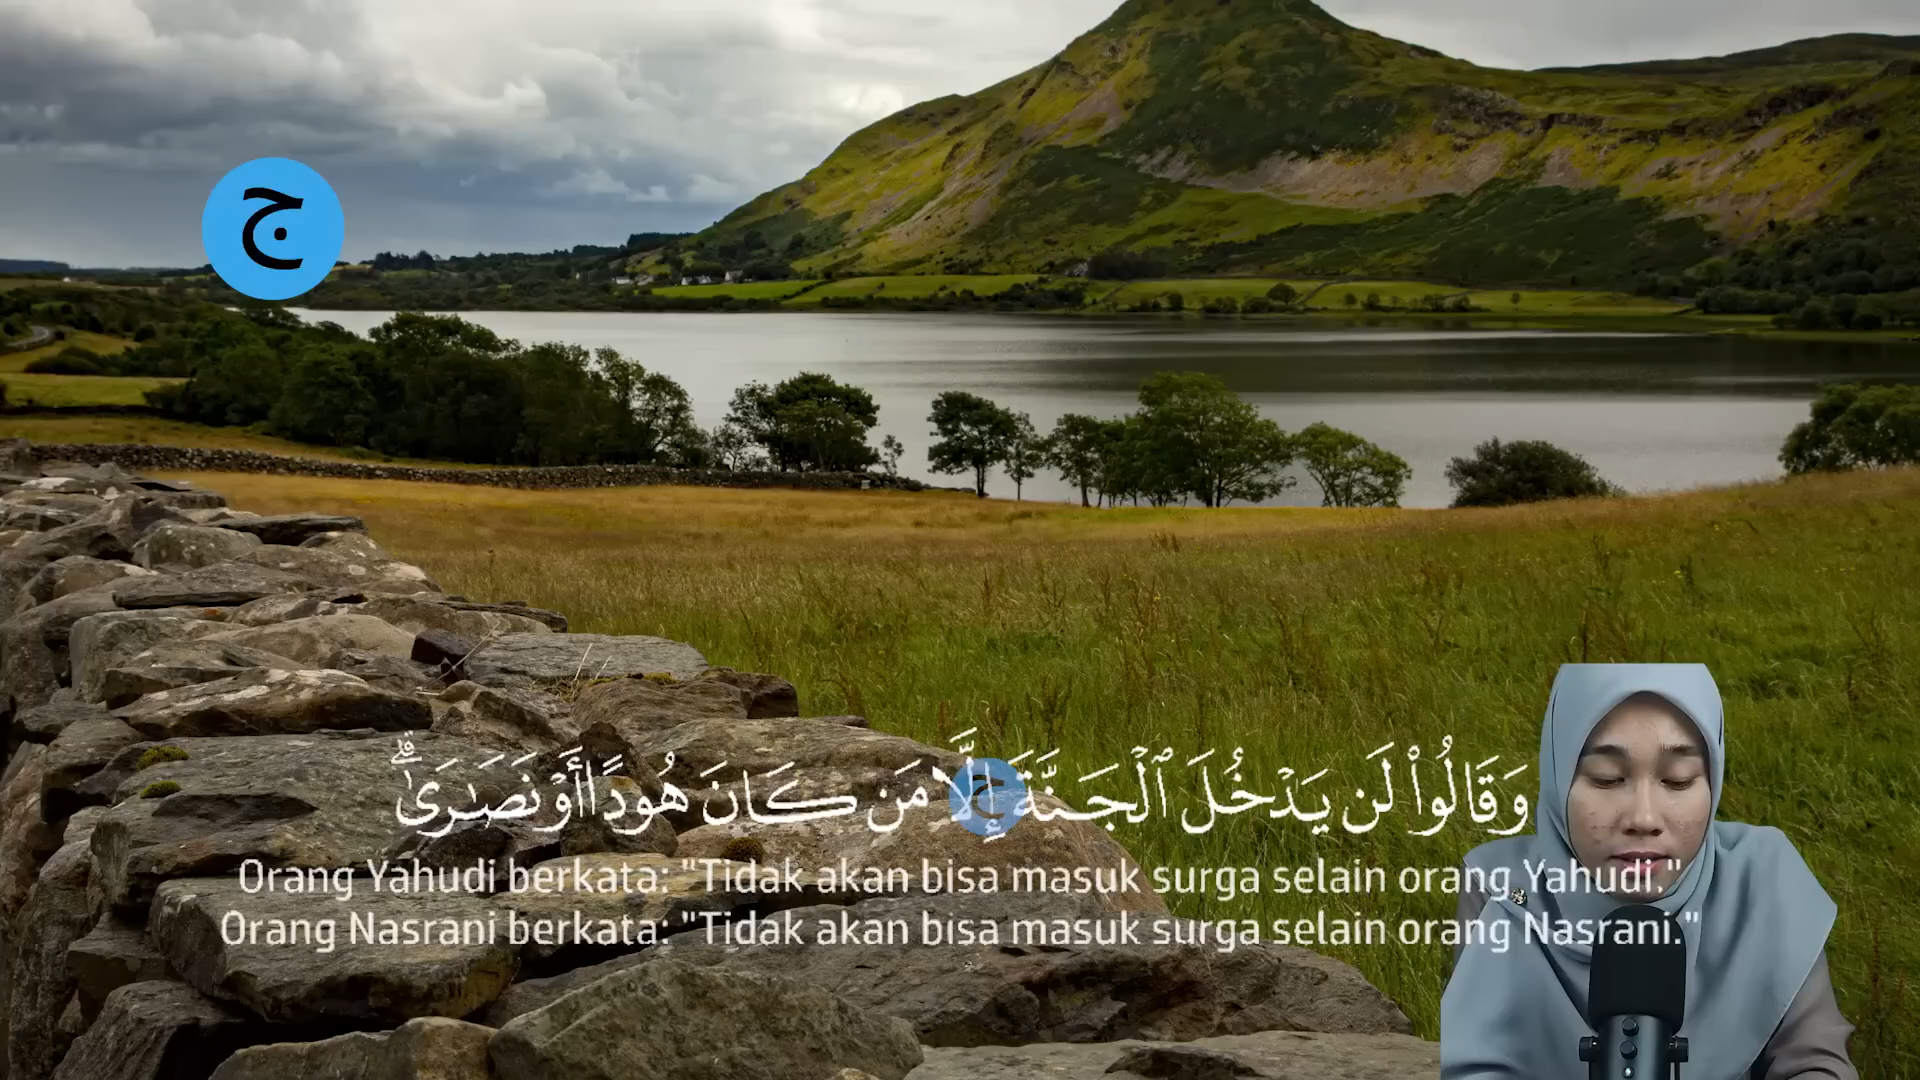 ج
وَقَالُوا۟ لَن يَدْخُلَ ٱلْجَنَّةَ إِلَّا مَن كَانَ هُودًا أَوْ نَصَـٰرَىٰ ۗ
Orang Yahudi berkata: "Tidak akan bisa masuk surga selain orang Yahudi."
Orang Nasrani berkata: "Tidak akan bisa masuk surga selain orang Nasrani."